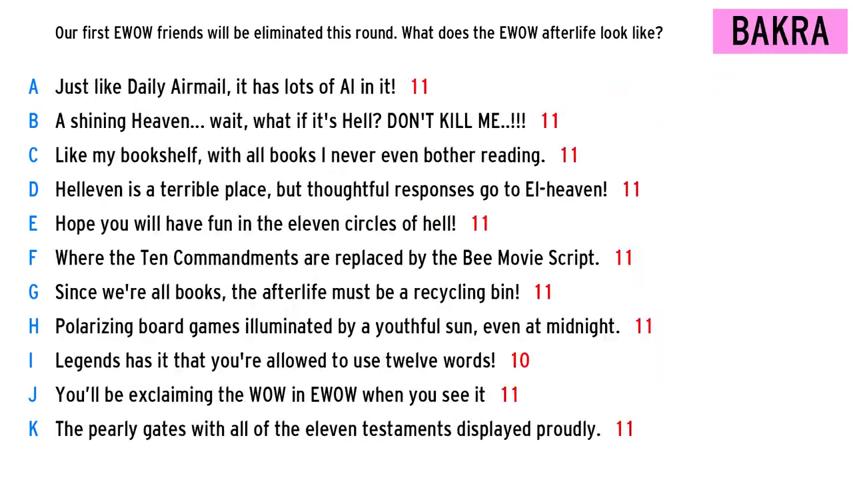 Our first EWOW friends will be eliminated this round. What does the EWOW afterlife look like?
BAKRA
A Just like Daily Airmail, it has lots of AI in it! 11
B A shining Heaven... wait, what if it's Hell? DON'T KILL ME..!!! 11
C Like my bookshelf, with all books I never even bother reading. 11
D Helleven is a terrible place, but thoughtful responses go to El-heaven! 11
E Hope you will have fun in the eleven circles of hell! 11
F Where the Ten Commandments are replaced by the Bee Movie Script. 11
G Since we're all books, the afterlife must be a recycling bin! 11
H Polarizing board games illuminated by a youthful sun, even at midnight. 11
I Legends has it that you're allowed to use twelve words! 10
J You’ll be exclaiming the WOW in EWOW when you see it 11
K The pearly gates with all of the eleven testaments displayed proudly. 11